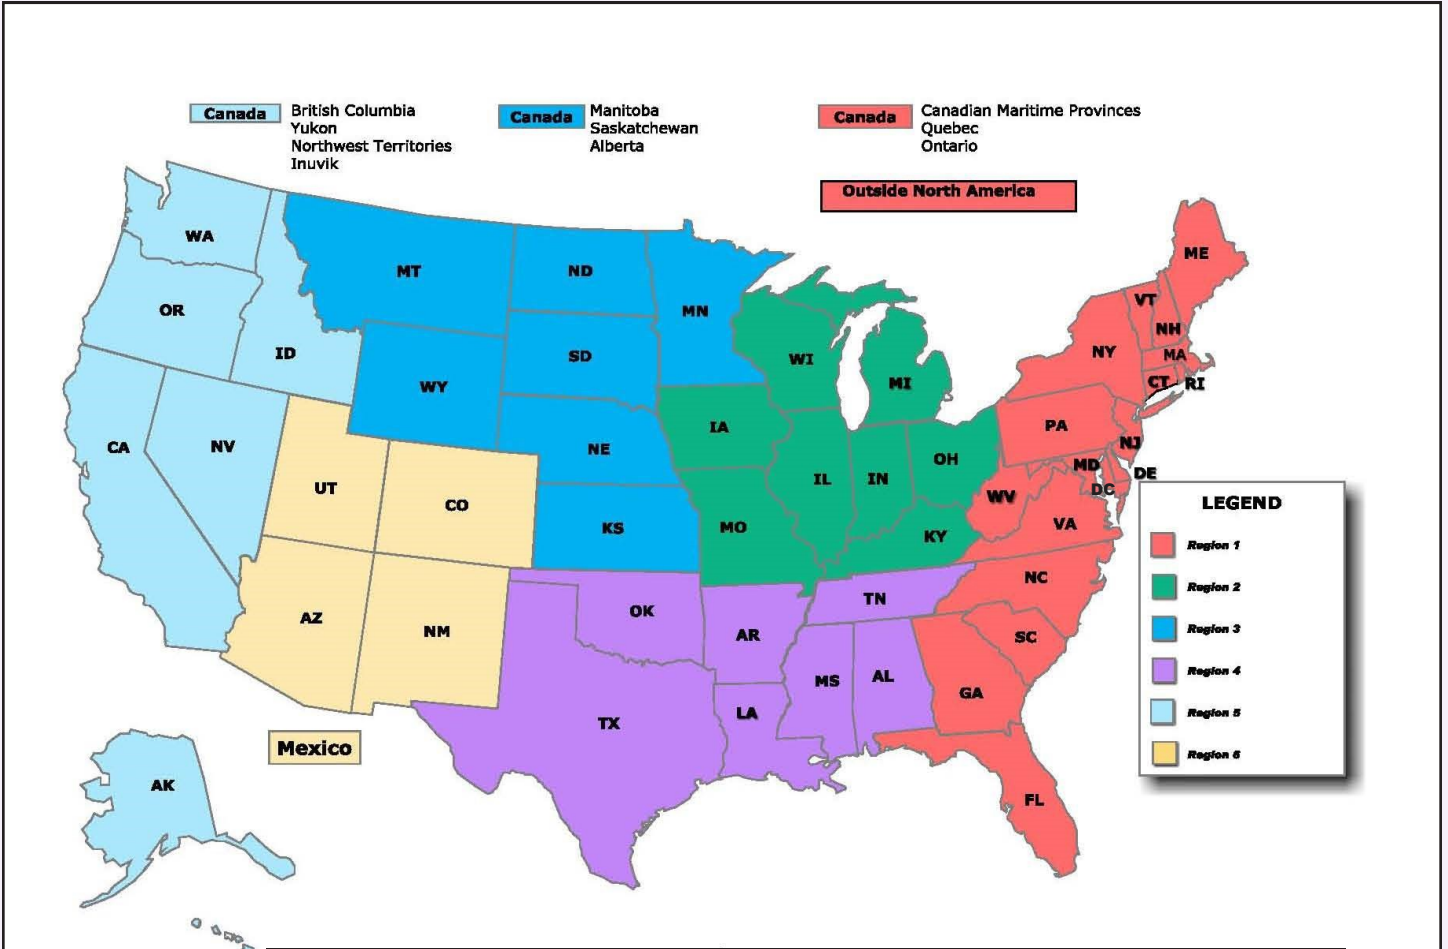 Canada
British Columbia
Yukon
Northwest Territories
Inuvik
Canada
Manitoba
Saskatchewan
Alberta
Canada
Canadian Maritime Provinces
Quebec
Ontario
Outside North America
WA
MT
ND
MN
ME
OR
ID
VT
NH
WY
SD
WI
MI
NY
MA
CT
RI
CA
NV
NE
IA
PA
NJ
UT
CO
KS
MO
IL
IN
OH
WV
MD
DE
DC
KY
VA
AZ
NM
OK
AR
TN
NC
SC
TX
LA
MS
AL
GA
FL
Mexico
AK
LEGEND
Region 1
Region 2
Region 3
Region 4
Region 5
Region 6